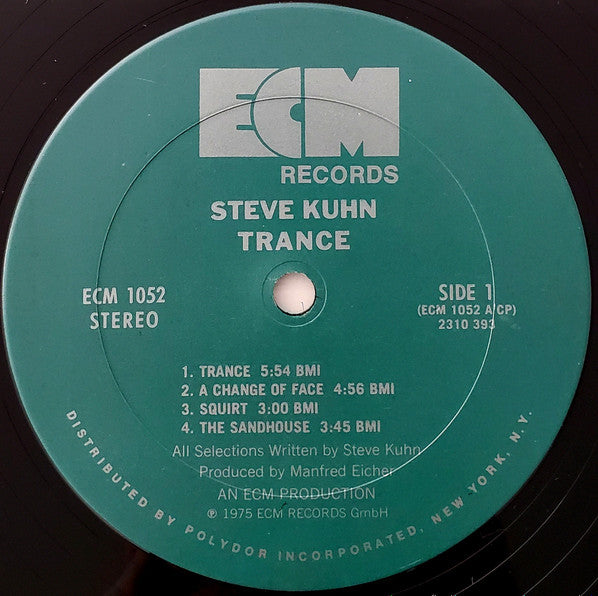 ECM
RECORDS
STEVE KUHN
TRANCE
ECM 1052
STEREO
SIDE 1
(ECM 1052 A/CP)
2310 393
1. TRANCE 5:54 BMI
2. A CHANGE OF FACE 4:56 BMI
3. SQUIRT 3:00 BMI
4. THE SANDHOUSE 3:45 BMI
All Selections Written by Steve Kuhn
Produced by Manfred Eicher
AN ECM PRODUCTION
℗ 1975 ECM RECORDS GmbH
DISTRIBUTED BY POLYDOR INCORPORATED, NEW YORK, N.Y.